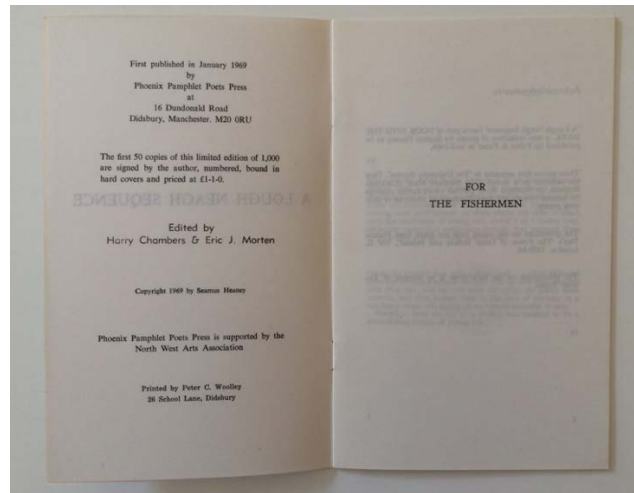 First published in January 1969
by
Phoenix Pamphlet Poets Press
at
16 Dundonald Road
Didsbury, Manchester. M20 0RU
The first 50 copies of this limited edition of 1,000
are signed by the author, numbered, bound in
hard covers and priced at £1-1-0.
Edited by
Harry Chambers & Eric J. Morten
Copyright 1969 by Seamus Heaney
Phoenix Pamphlet Poets Press is supported by the
North West Arts Association
Printed by Peter C. Woolley
26 School Lane, Didsbury
FOR
THE FISHERMEN